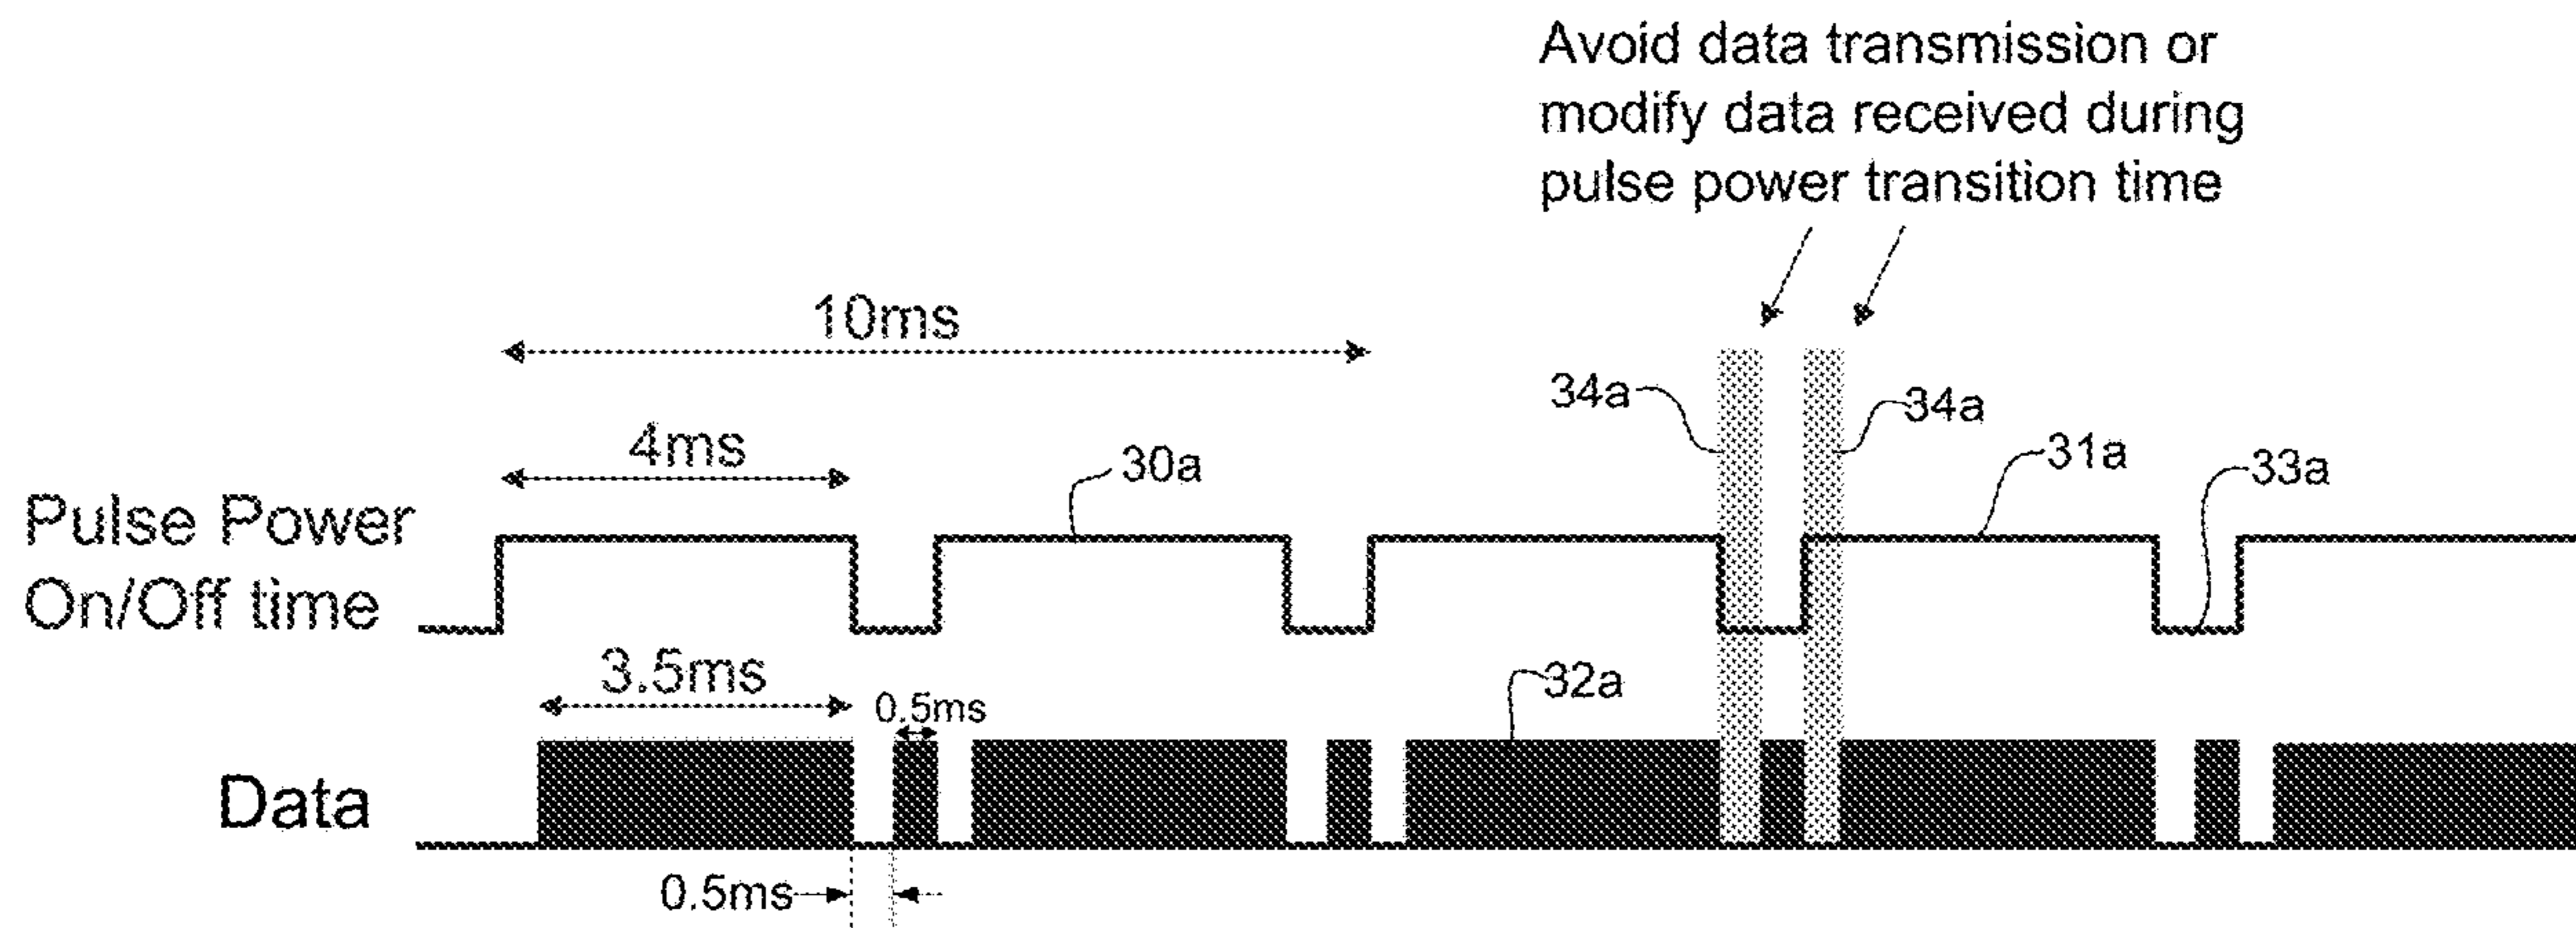 Avoid data transmission or
modify data received during
pulse power transition time
10ms
34a
34a
4ms
30a
31a
33a
Pulse Power
On/Off time
3.5ms
0.5ms
32a
Data
0.5ms